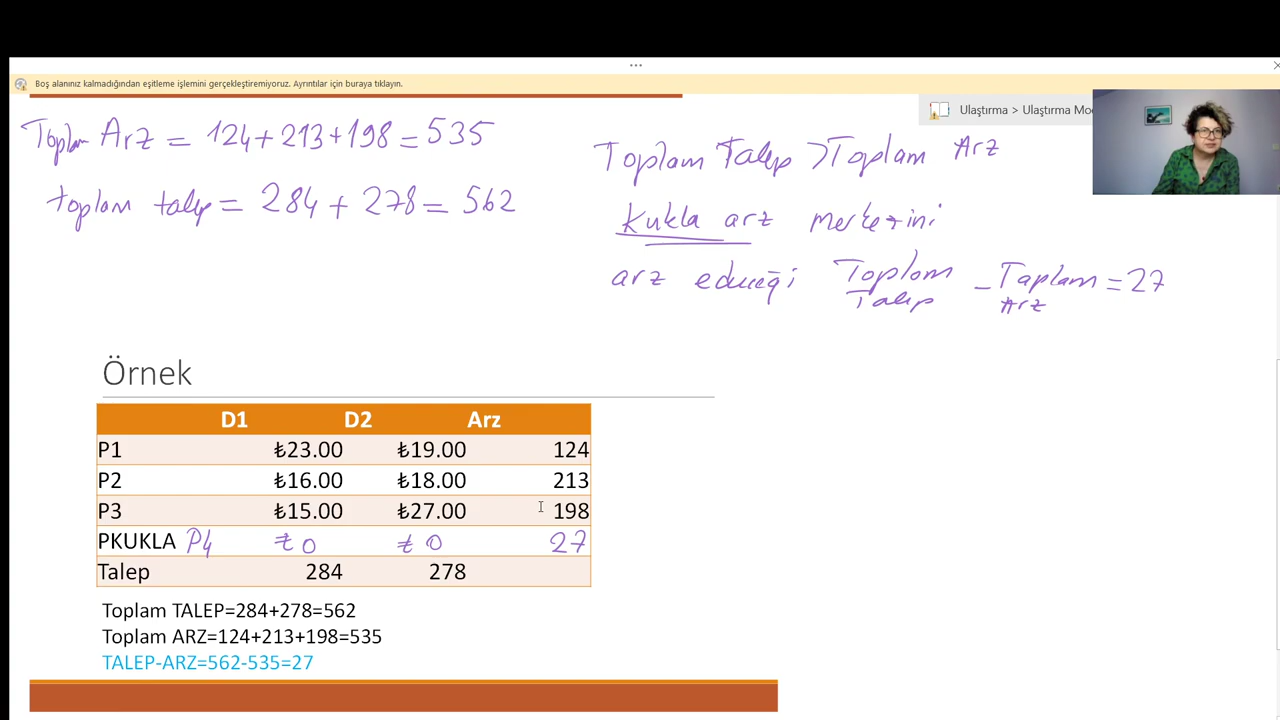 Boş alanınız kalmadığından eşitleme işlemini gerçekleştiremiyoruz. Ayrıntılar için buraya tıklayın.
Ulaştırma > Ulaştırma Mo
Toplam Arz = 124+213+198=535
toplam talep = 284 + 278 = 562
Toplam Talep > Toplam Arz
Kukla arz merkezini
arz edeceği Toplam Talep - Toplam Arz = 27
Örnek
D1 D2 Arz
P1 ₺23.00 ₺19.00 124
P2 ₺16.00 ₺18.00 213
P3 ₺15.00 ₺27.00 198
PKUKLA P4 ₺0 ₺0 27
Talep 284 278
Toplam TALEP=284+278=562
Toplam ARZ=124+213+198=535
TALEP-ARZ=562-535=27